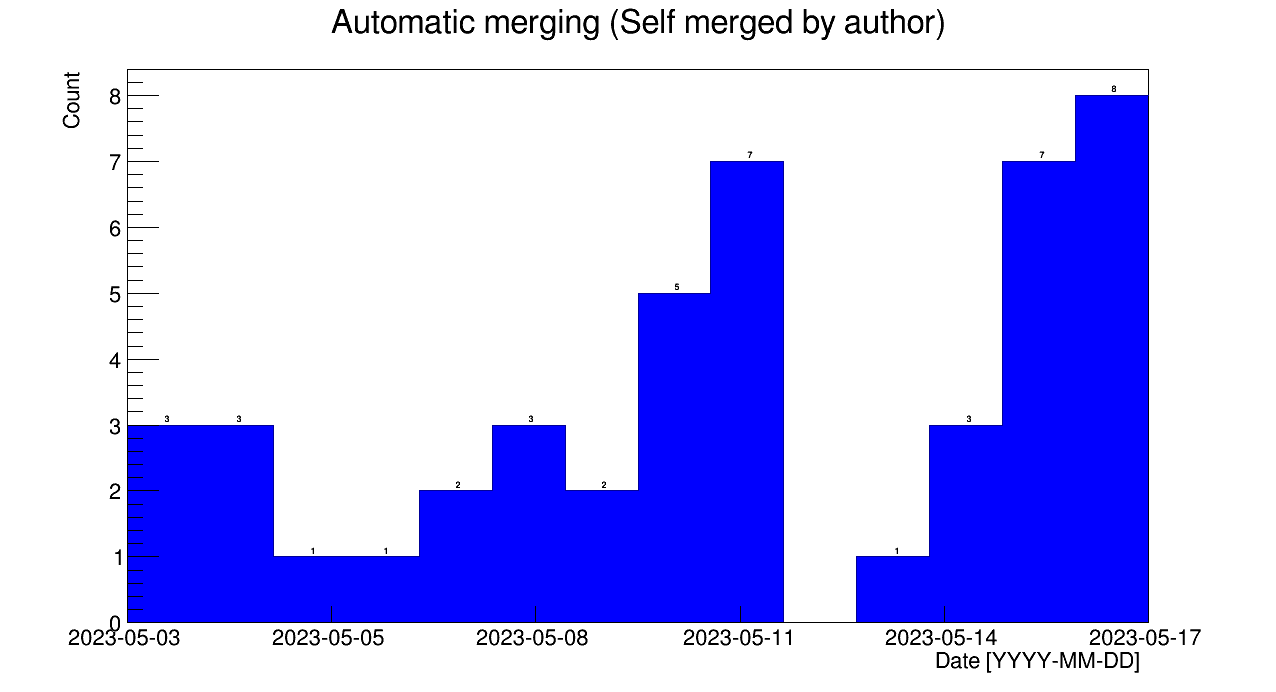 Automatic merging (Self merged by author)
Count
8
7
6
5
4
3
2
1
0
3 3 1 1 2 3 2 5 7 1 3 7 8
2023-05-03 2023-05-05 2023-05-08 2023-05-11 2023-05-14 2023-05-17
Date [YYYY-MM-DD]